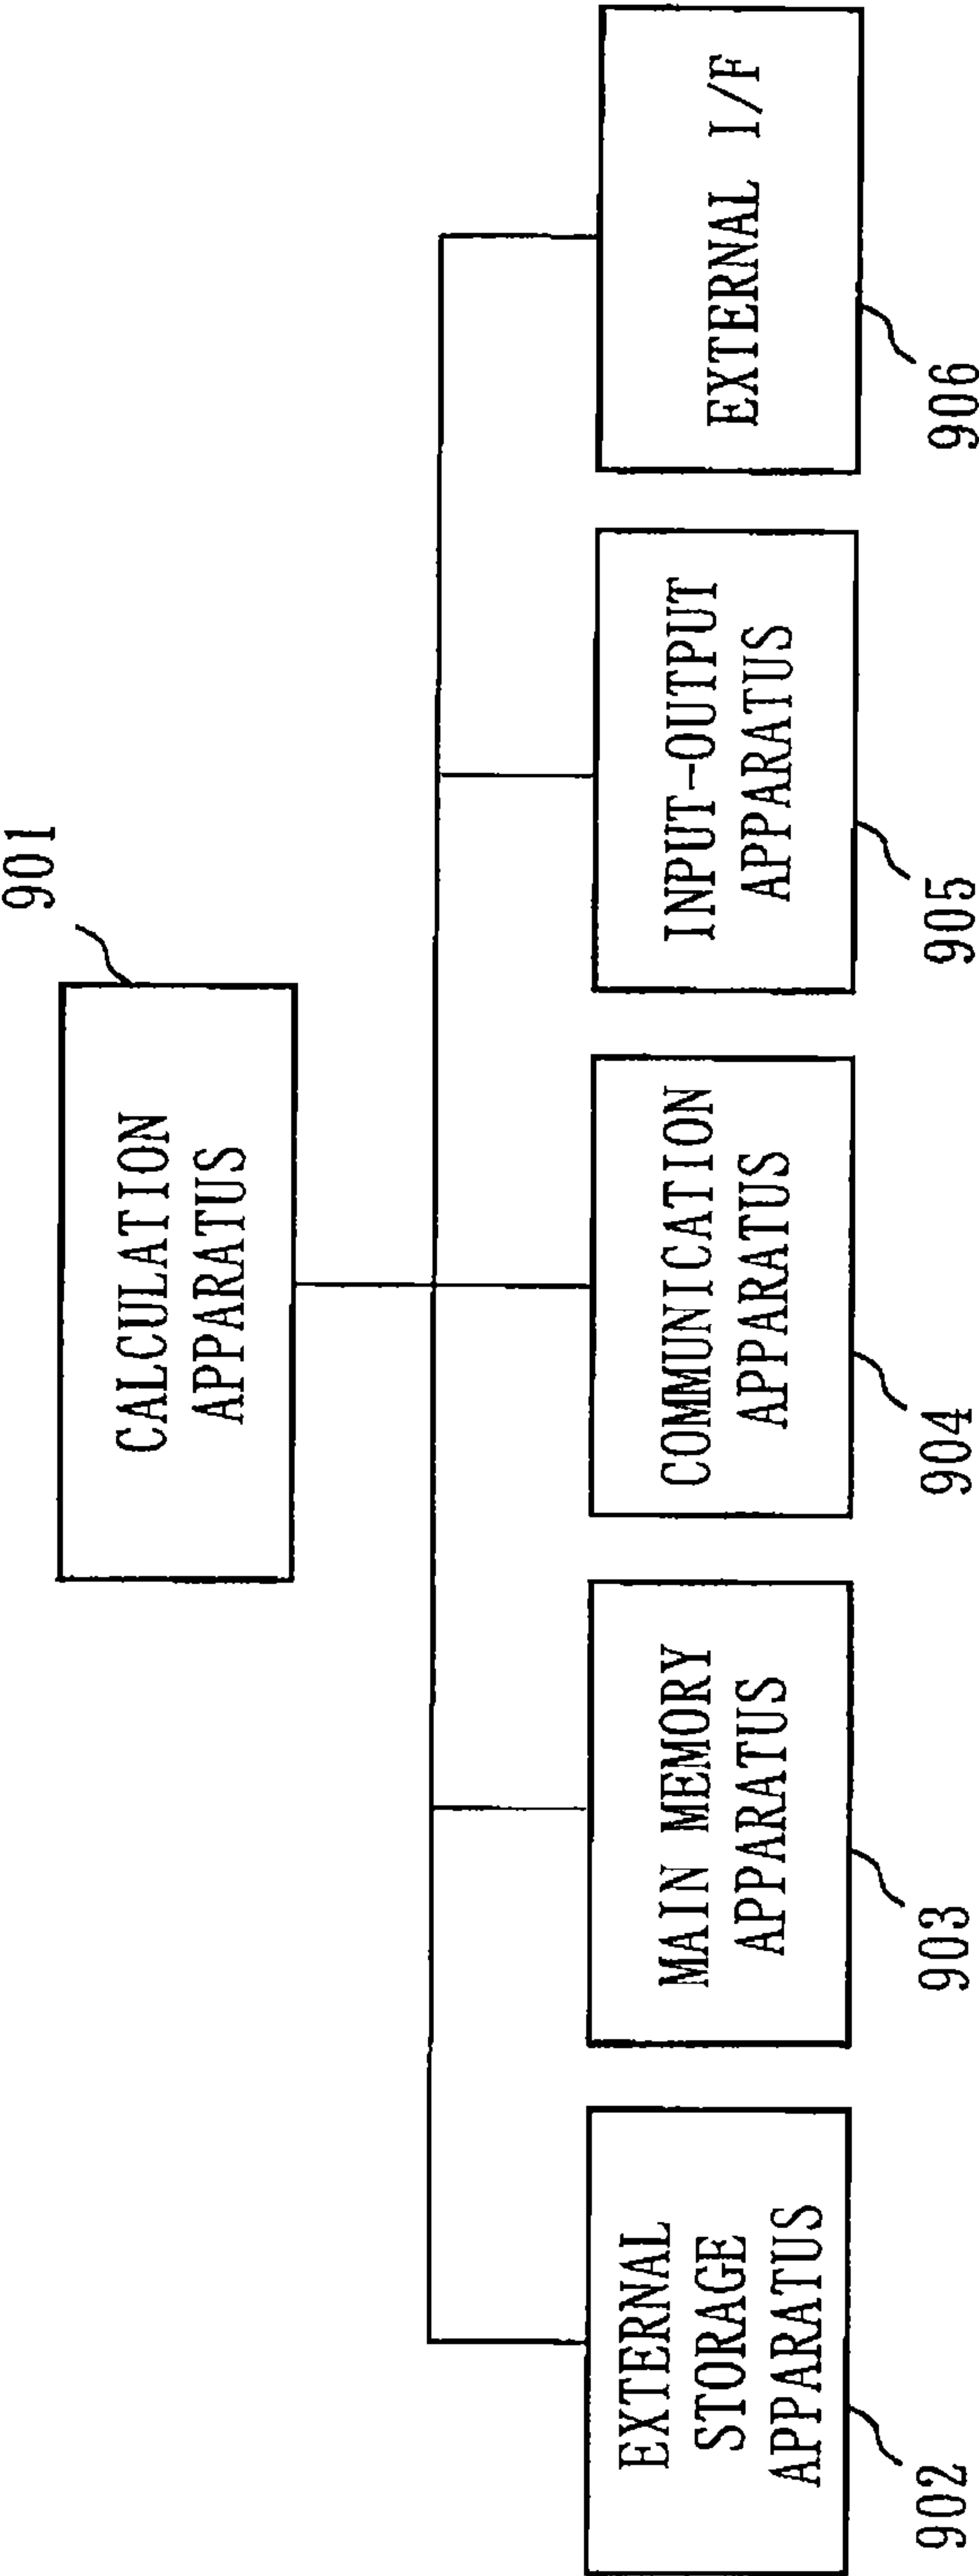 901
CALCULATION
APPARATUS
EXTERNAL
STORAGE
APPARATUS
902
MAIN MEMORY
APPARATUS
903
COMMUNICATION
APPARATUS
904
INPUT-OUTPUT
APPARATUS
905
EXTERNAL I/F
906